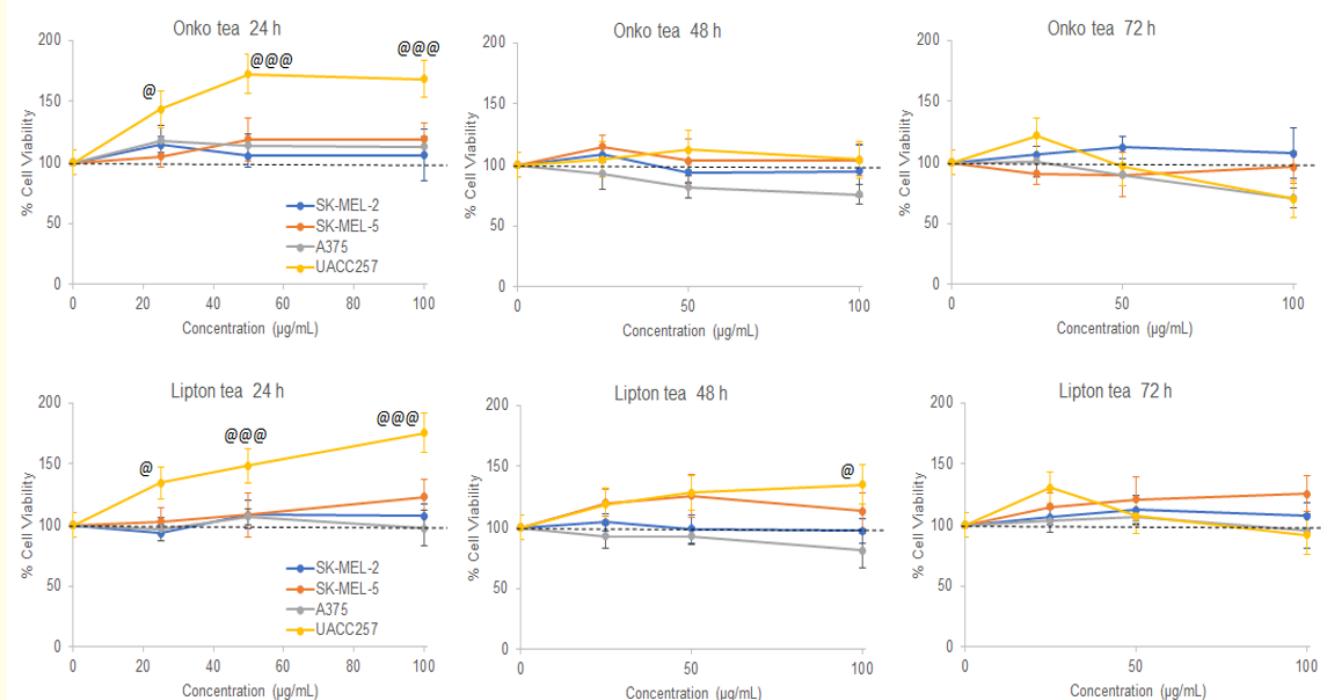 Onko tea 24 h
200
150
100
50
0
% Cell Viability
@
@@@
@@@
SK-MEL-2
SK-MEL-5
A375
UACC257
0 20 40 60 80 100
Concentration (µg/mL)
Onko tea 48 h
200
150
100
50
0
% Cell Viability
0 50 100
Concentration (µg/mL)
Onko tea 72 h
200
150
100
50
0
% Cell Viability
0 50 100
Concentration (µg/mL)
Lipton tea 24 h
200
150
100
50
0
% Cell Viability
@
@@@
@@@
SK-MEL-2
SK-MEL-5
A375
UACC257
0 20 40 60 80 100
Concentration (µg/mL)
Lipton tea 48 h
200
150
100
50
0
% Cell Viability
@
0 50 100
Concentration (µg/mL)
Lipton tea 72 h
200
150
100
50
0
% Cell Viability
0 50 100
Concentration (µg/mL)